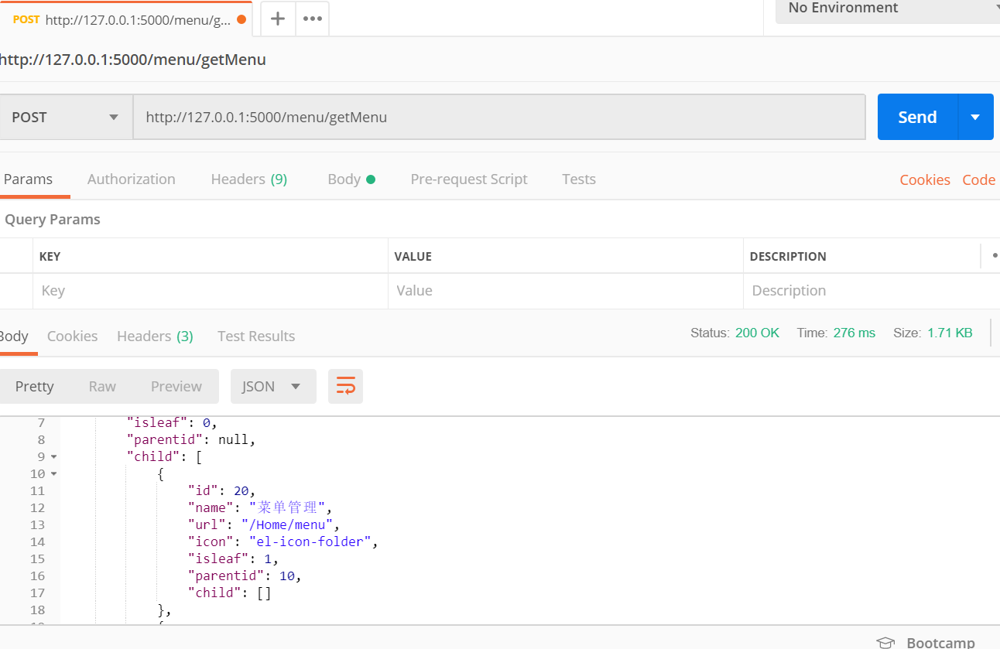 POST http://127.0.0.1:5000/menu/g...
No Environment
http://127.0.0.1:5000/menu/getMenu
POST http://127.0.0.1:5000/menu/getMenu Send
Params Authorization Headers (9) Body Pre-request Script Tests Cookies Code
Query Params
KEY VALUE DESCRIPTION
Key Value Description
Body Cookies Headers (3) Test Results Status: 200 OK Time: 276 ms Size: 1.71 KB
Pretty Raw Preview JSON
7 "isleaf": 0,
8 "parentid": null,
9 "child": [
10 {
11 "id": 20,
12 "name": "菜单管理",
13 "url": "/Home/menu",
14 "icon": "el-icon-folder",
15 "isleaf": 1,
16 "parentid": 10,
17 "child": []
18 },
Bootcamp